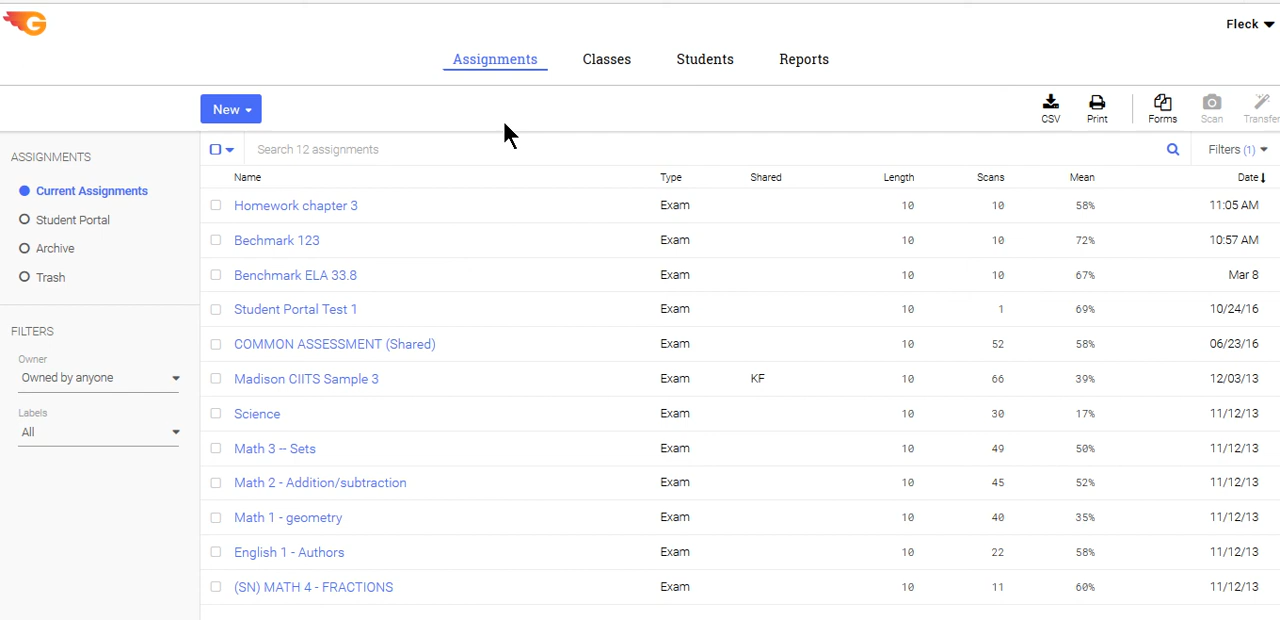 G
Fleck
Assignments Classes Students Reports
New
CSV Print Forms Scan Transfer
ASSIGNMENTS
Current Assignments
Student Portal
Archive
Trash
FILTERS
Owner
Owned by anyone
Labels
All
Search 12 assignments Filters (1)
Name Type Shared Length Scans Mean Date
Homework chapter 3 Exam 10 10 58% 11:05 AM
Bechmark 123 Exam 10 10 72% 10:57 AM
Benchmark ELA 33.8 Exam 10 10 67% Mar 8
Student Portal Test 1 Exam 10 1 69% 10/24/16
COMMON ASSESSMENT (Shared) Exam 10 52 58% 06/23/16
Madison CIITS Sample 3 Exam KF 10 66 39% 12/03/13
Science Exam 10 30 17% 11/12/13
Math 3 -- Sets Exam 10 49 50% 11/12/13
Math 2 - Addition/subtraction Exam 10 45 52% 11/12/13
Math 1 - geometry Exam 10 40 35% 11/12/13
English 1 - Authors Exam 10 22 58% 11/12/13
(SN) MATH 4 - FRACTIONS Exam 10 11 60% 11/12/13